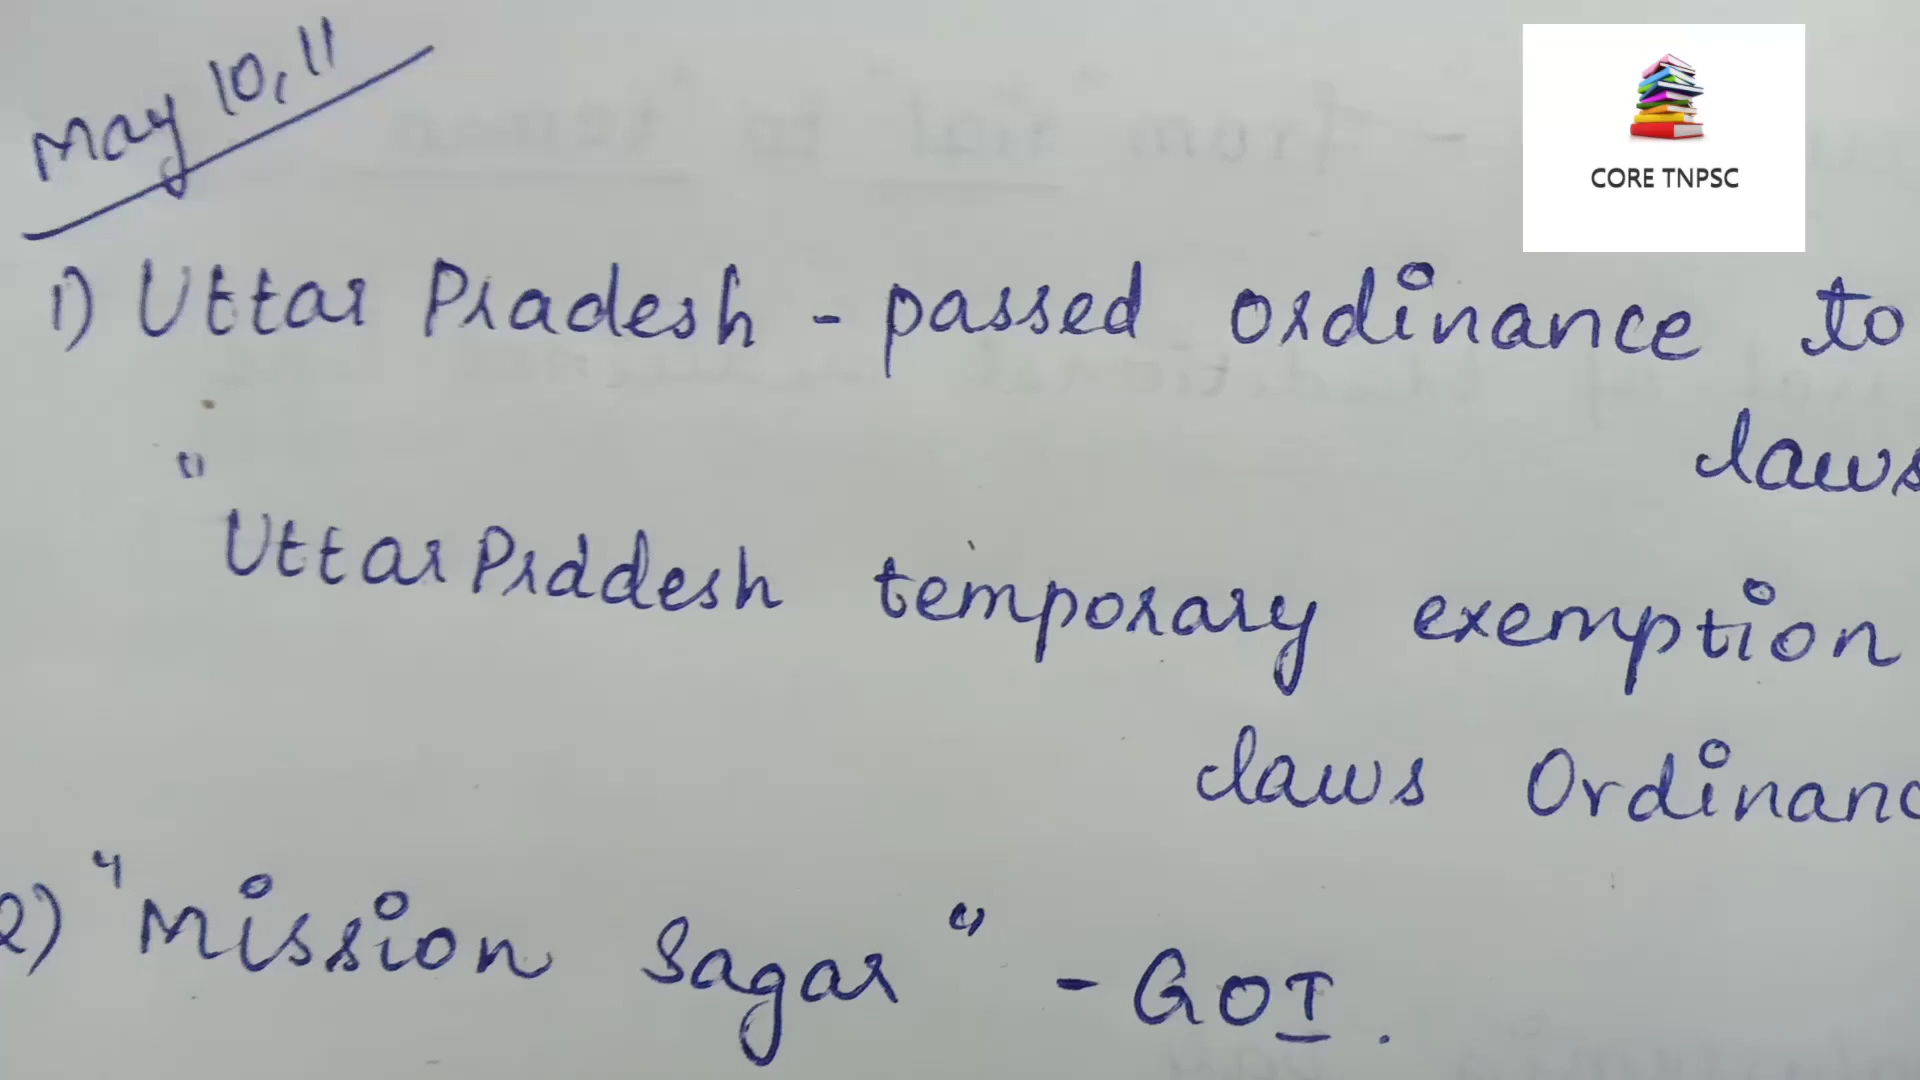 May 10, 11
CORE TNPSC
1) Uttar Pradesh - passed ordinance to
laws
"Uttar Pradesh temporary exemption
laws Ordinanc
2) "Mission Sagar" - GOI.